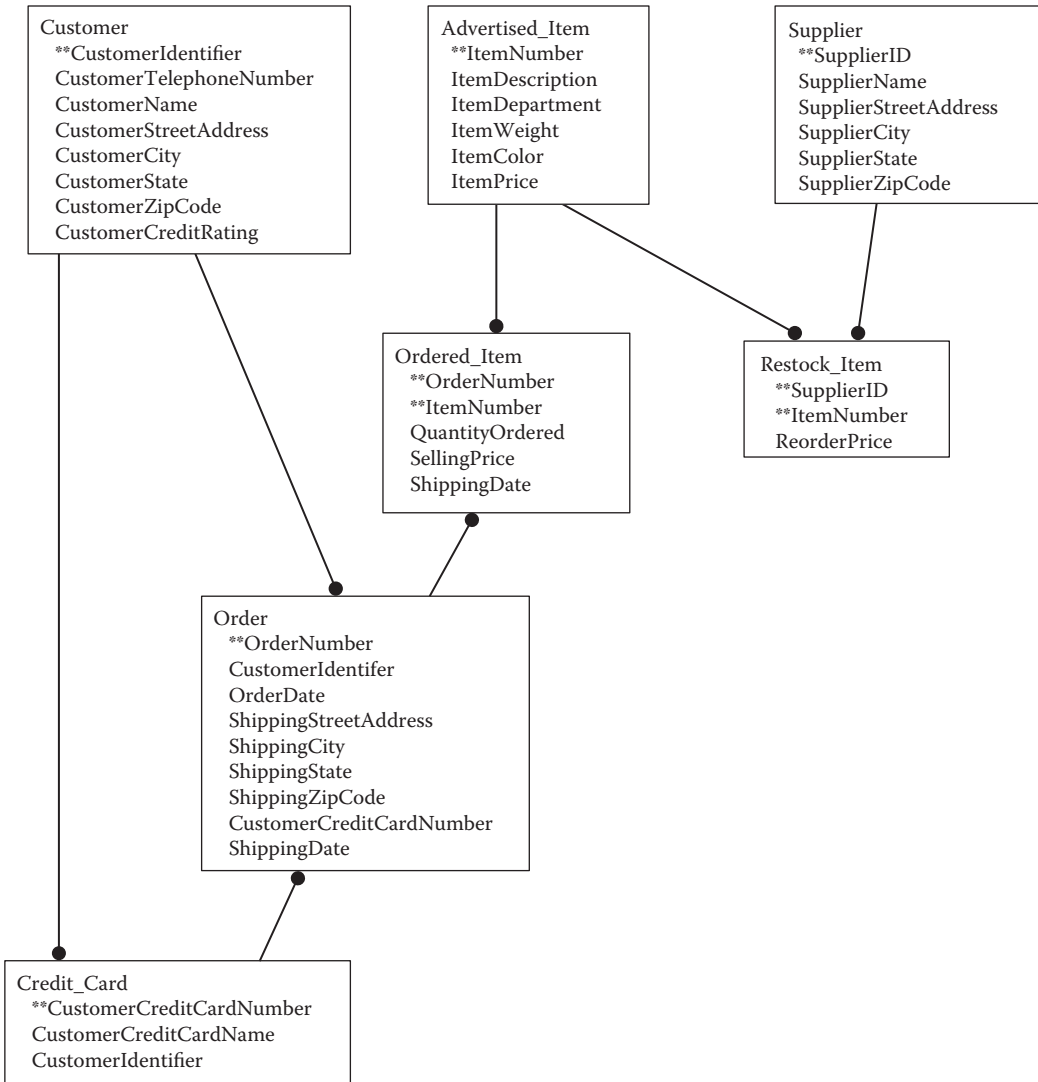 Customer
**CustomerIdentifier
CustomerTelephoneNumber
CustomerName
CustomerStreetAddress
CustomerCity
CustomerState
CustomerZipCode
CustomerCreditRating
Advertised_Item
**ItemNumber
ItemDescription
ItemDepartment
ItemWeight
ItemColor
ItemPrice
Supplier
**SupplierID
SupplierName
SupplierStreetAddress
SupplierCity
SupplierState
SupplierZipCode
Ordered_Item
**OrderNumber
**ItemNumber
QuantityOrdered
SellingPrice
ShippingDate
Restock_Item
**SupplierID
**ItemNumber
ReorderPrice
Order
**OrderNumber
CustomerIdentifer
OrderDate
ShippingStreetAddress
ShippingCity
ShippingState
ShippingZipCode
CustomerCreditCardNumber
ShippingDate
Credit_Card
**CustomerCreditCardNumber
CustomerCreditCardName
CustomerIdentifier